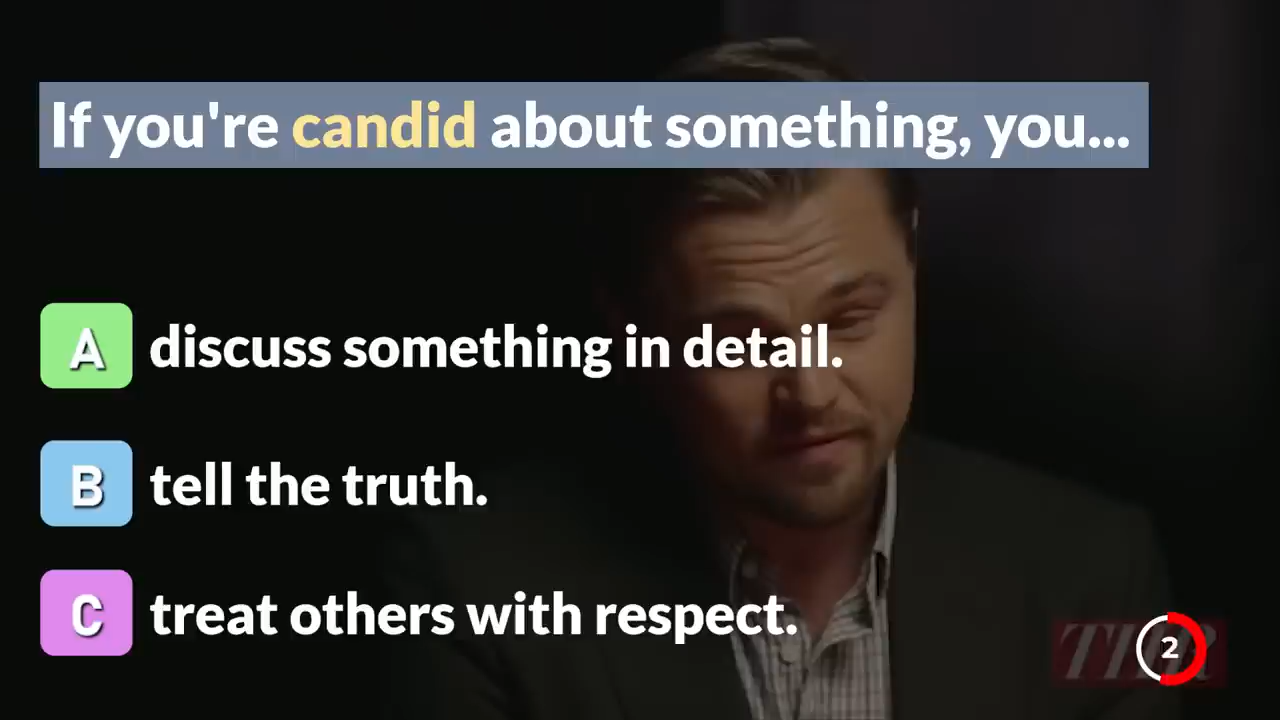 If you're candid about something, you...
A discuss something in detail.
B tell the truth.
C treat others with respect.
THR
2